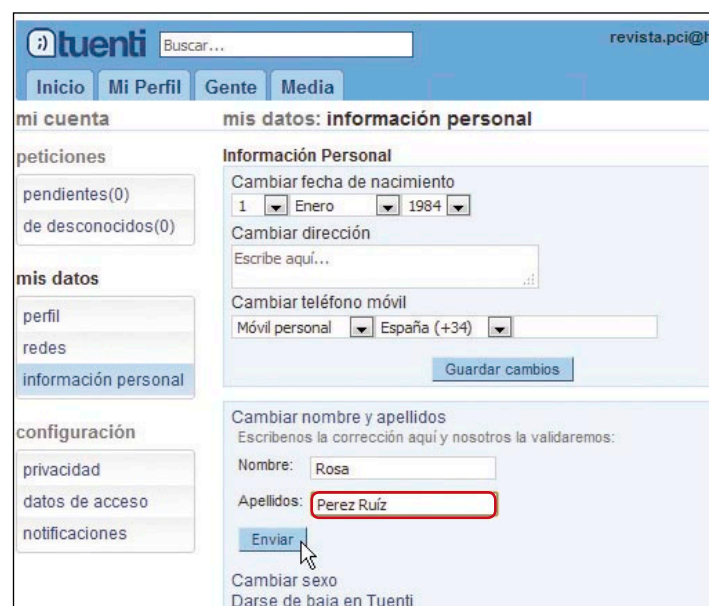 tuenti Buscar... revista.pci@h
Inicio Mi Perfil Gente Media
mi cuenta
peticiones
pendientes(0)
de desconocidos(0)
mis datos
perfil
redes
información personal
configuración
privacidad
datos de acceso
notificaciones
mis datos: información personal
Información Personal
Cambiar fecha de nacimiento
1 Enero 1984
Cambiar dirección
Escribe aquí...
Cambiar teléfono móvil
Móvil personal España (+34)
Guardar cambios
Cambiar nombre y apellidos
Escribenos la corrección aquí y nosotros la validaremos:
Nombre: Rosa
Apellidos: Perez Ruíz
Enviar
Cambiar sexo
Darse de baja en Tuenti